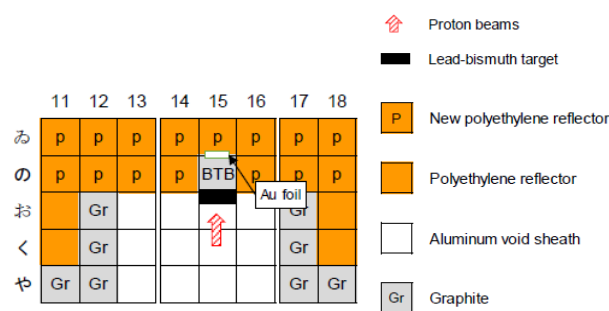 Proton beams
Lead-bismuth target
11 12 13 14 15 16 17 18
ゐ p p p p p p p p
P New polyethylene reflector
の p p p p BTB p p p
Polyethylene reflector
Au foil
お Gr Gr
く Gr Gr
Aluminum void sheath
や Gr Gr Gr Gr
Gr Graphite